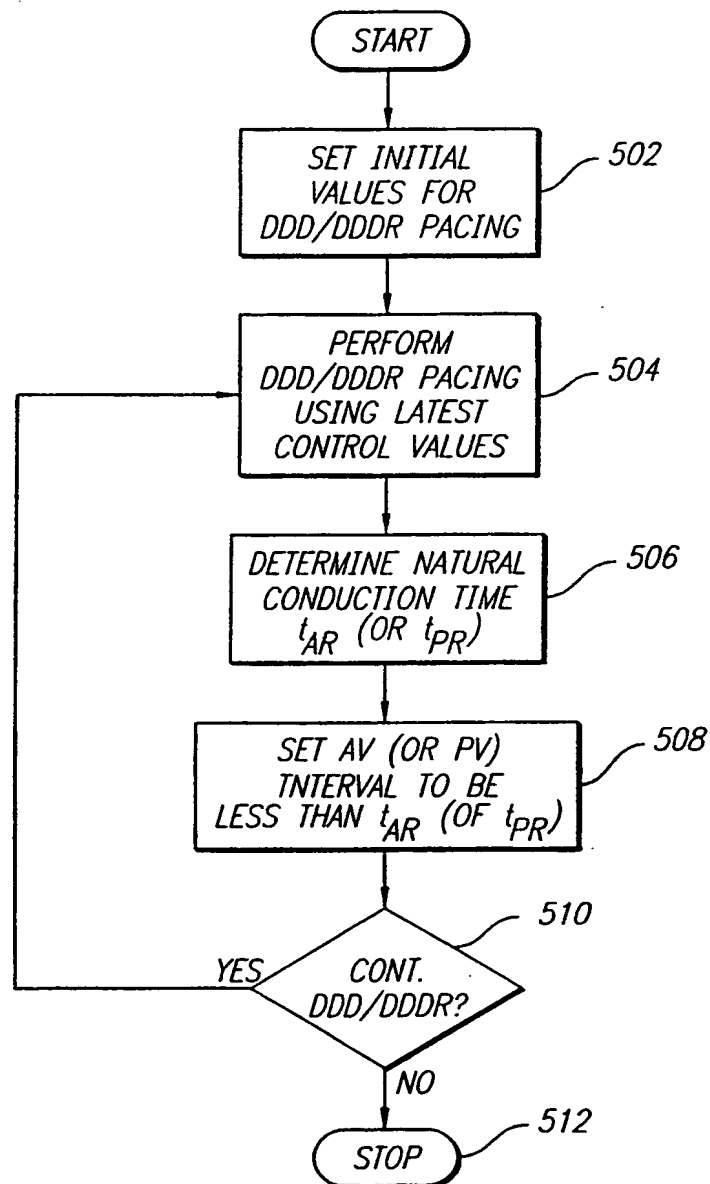 START
SET INITIAL
VALUES FOR
DDD/DDDR PACING
502
PERFORM
DDD/DDDR PACING
USING LATEST
CONTROL VALUES
504
DETERMINE NATURAL
CONDUCTION TIME
tAR (OR tPR)
506
SET AV (OR PV)
TNTERVAL TO BE
LESS THAN tAR (OF tPR)
508
CONT.
DDD/DDDR?
510
YES
NO
STOP
512